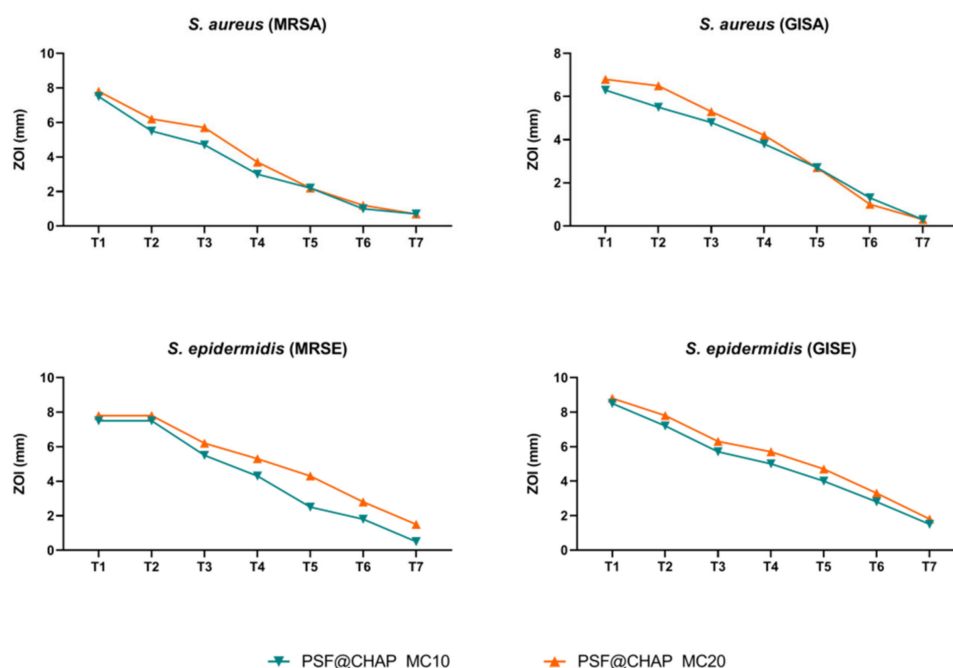 S. aureus (MRSA)
ZOI (mm)
10
8
6
4
2
0
T1 T2 T3 T4 T5 T6 T7
S. aureus (GISA)
ZOI (mm)
8
6
4
2
0
T1 T2 T3 T4 T5 T6 T7
S. epidermidis (MRSE)
ZOI (mm)
10
8
6
4
2
0
T1 T2 T3 T4 T5 T6 T7
S. epidermidis (GISE)
ZOI (mm)
10
8
6
4
2
0
T1 T2 T3 T4 T5 T6 T7
PSF@CHAP_MC10
PSF@CHAP_MC20